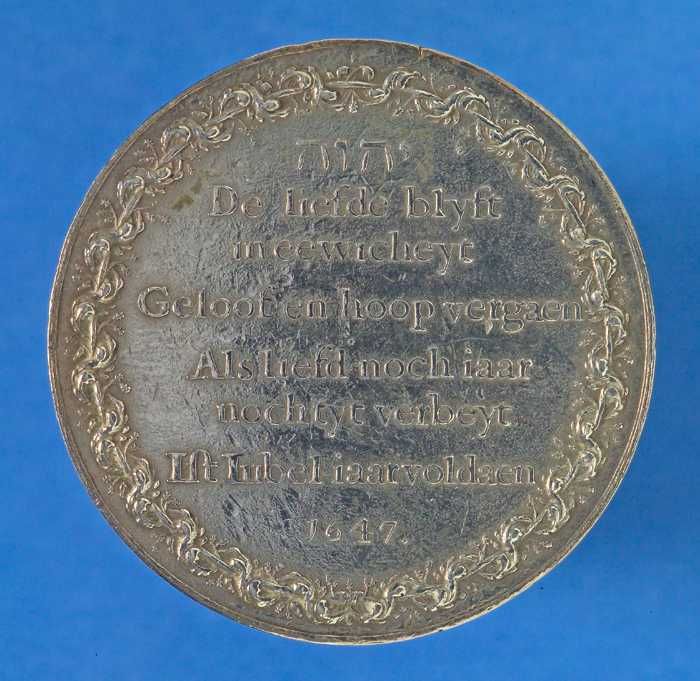 יהוה
De liefde blyft
in eewicheyt
Geloof en hoop vergaen
Als liefd noch iaar
noch tyt verbeyt
Ist Iubel iaar voldaen
1647.